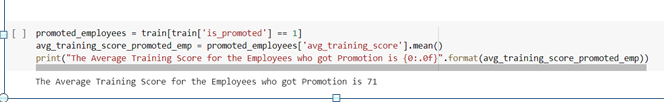 [ ] promoted_employees = train[train['is_promoted'] == 1]
avg_training_score_promoted_emp = promoted_employees['avg_training_score'].mean()
print("The Average Training Score for the Employees who got Promotion is {0:.0f}".format(avg_training_score_promoted_emp))
The Average Training Score for the Employees who got Promotion is 71